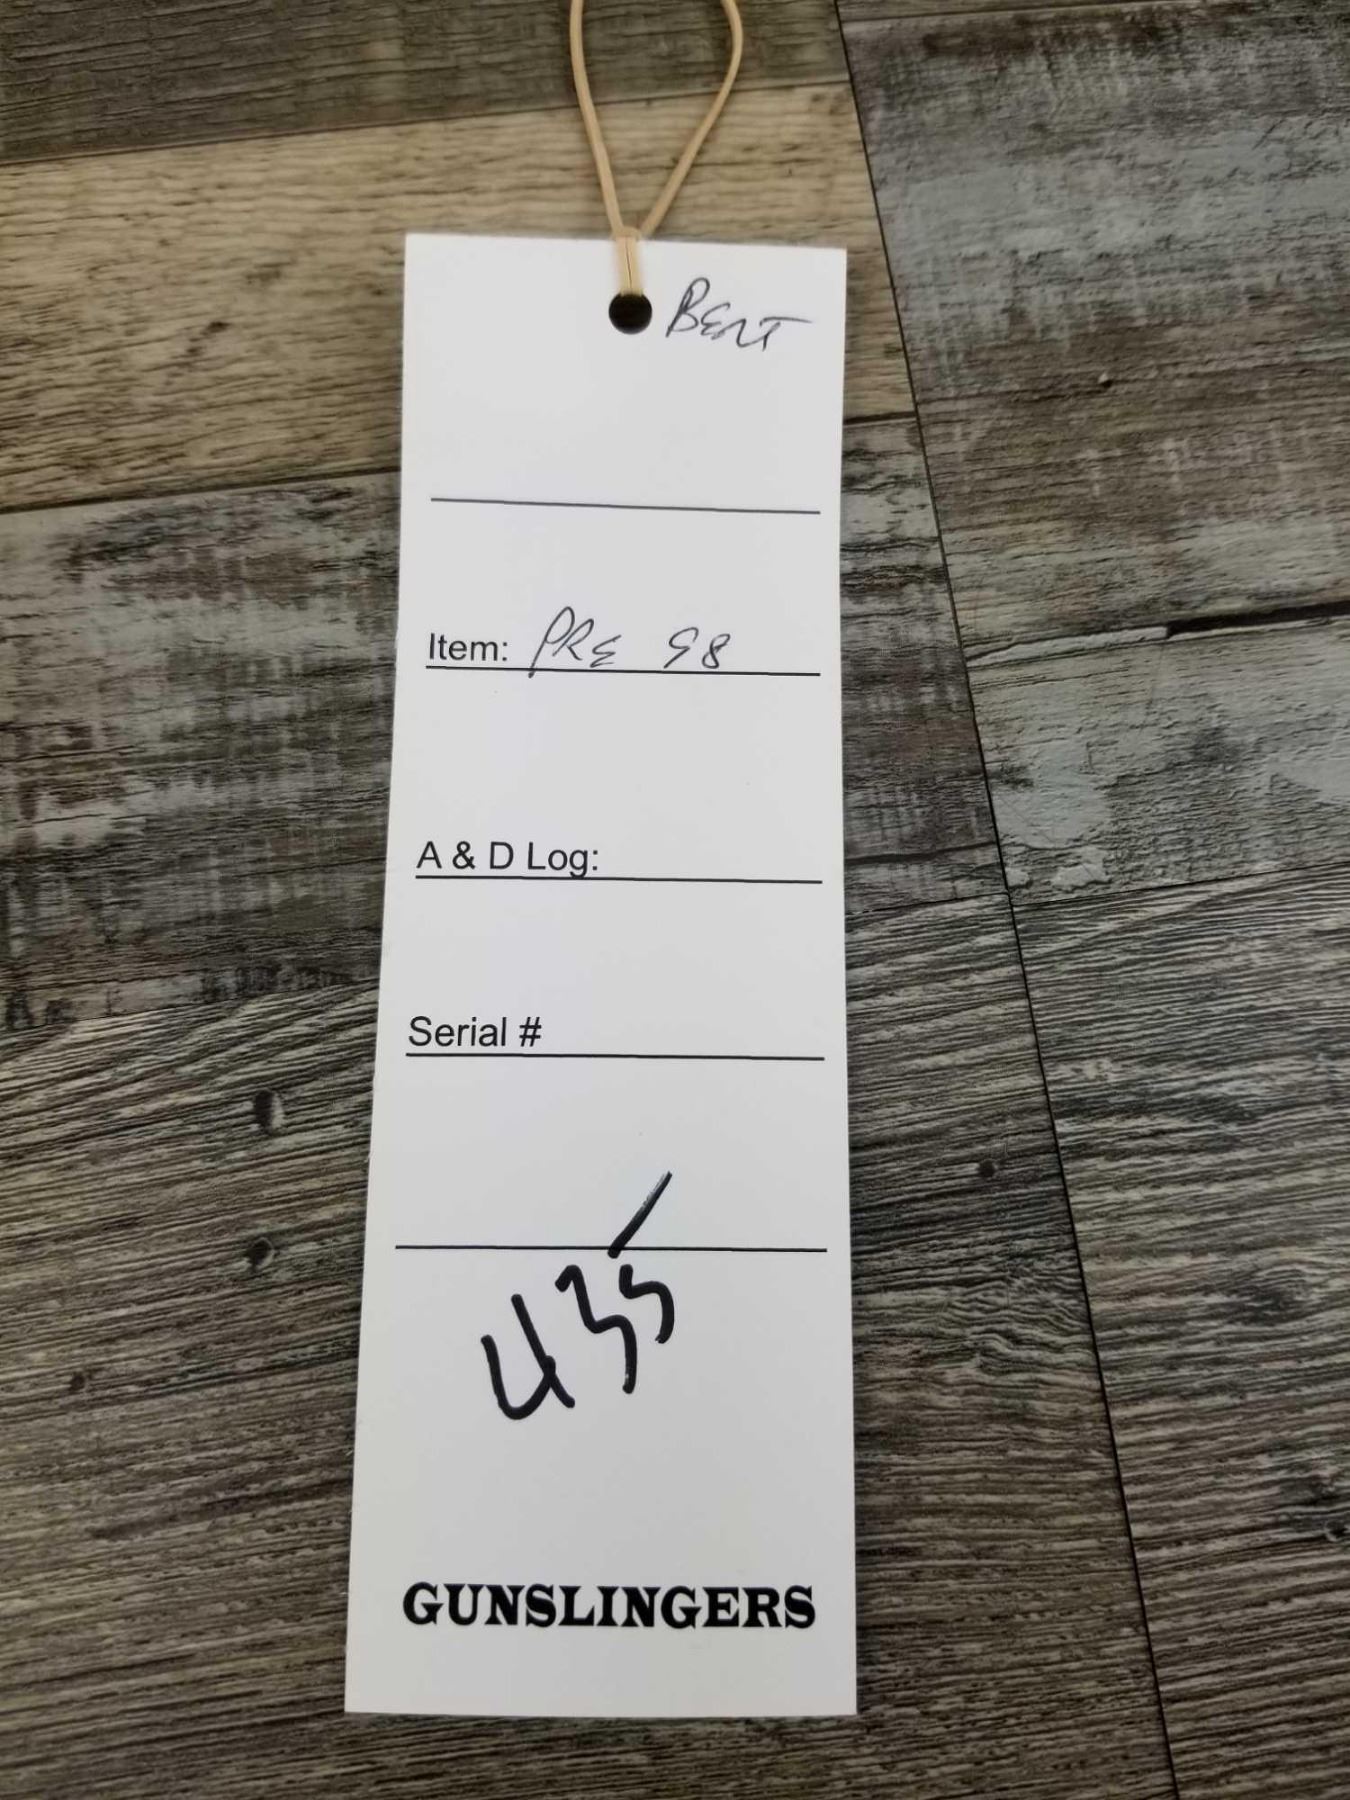 BENT
Item: PRE 98
A & D Log:
Serial #
435
GUNSLINGERS